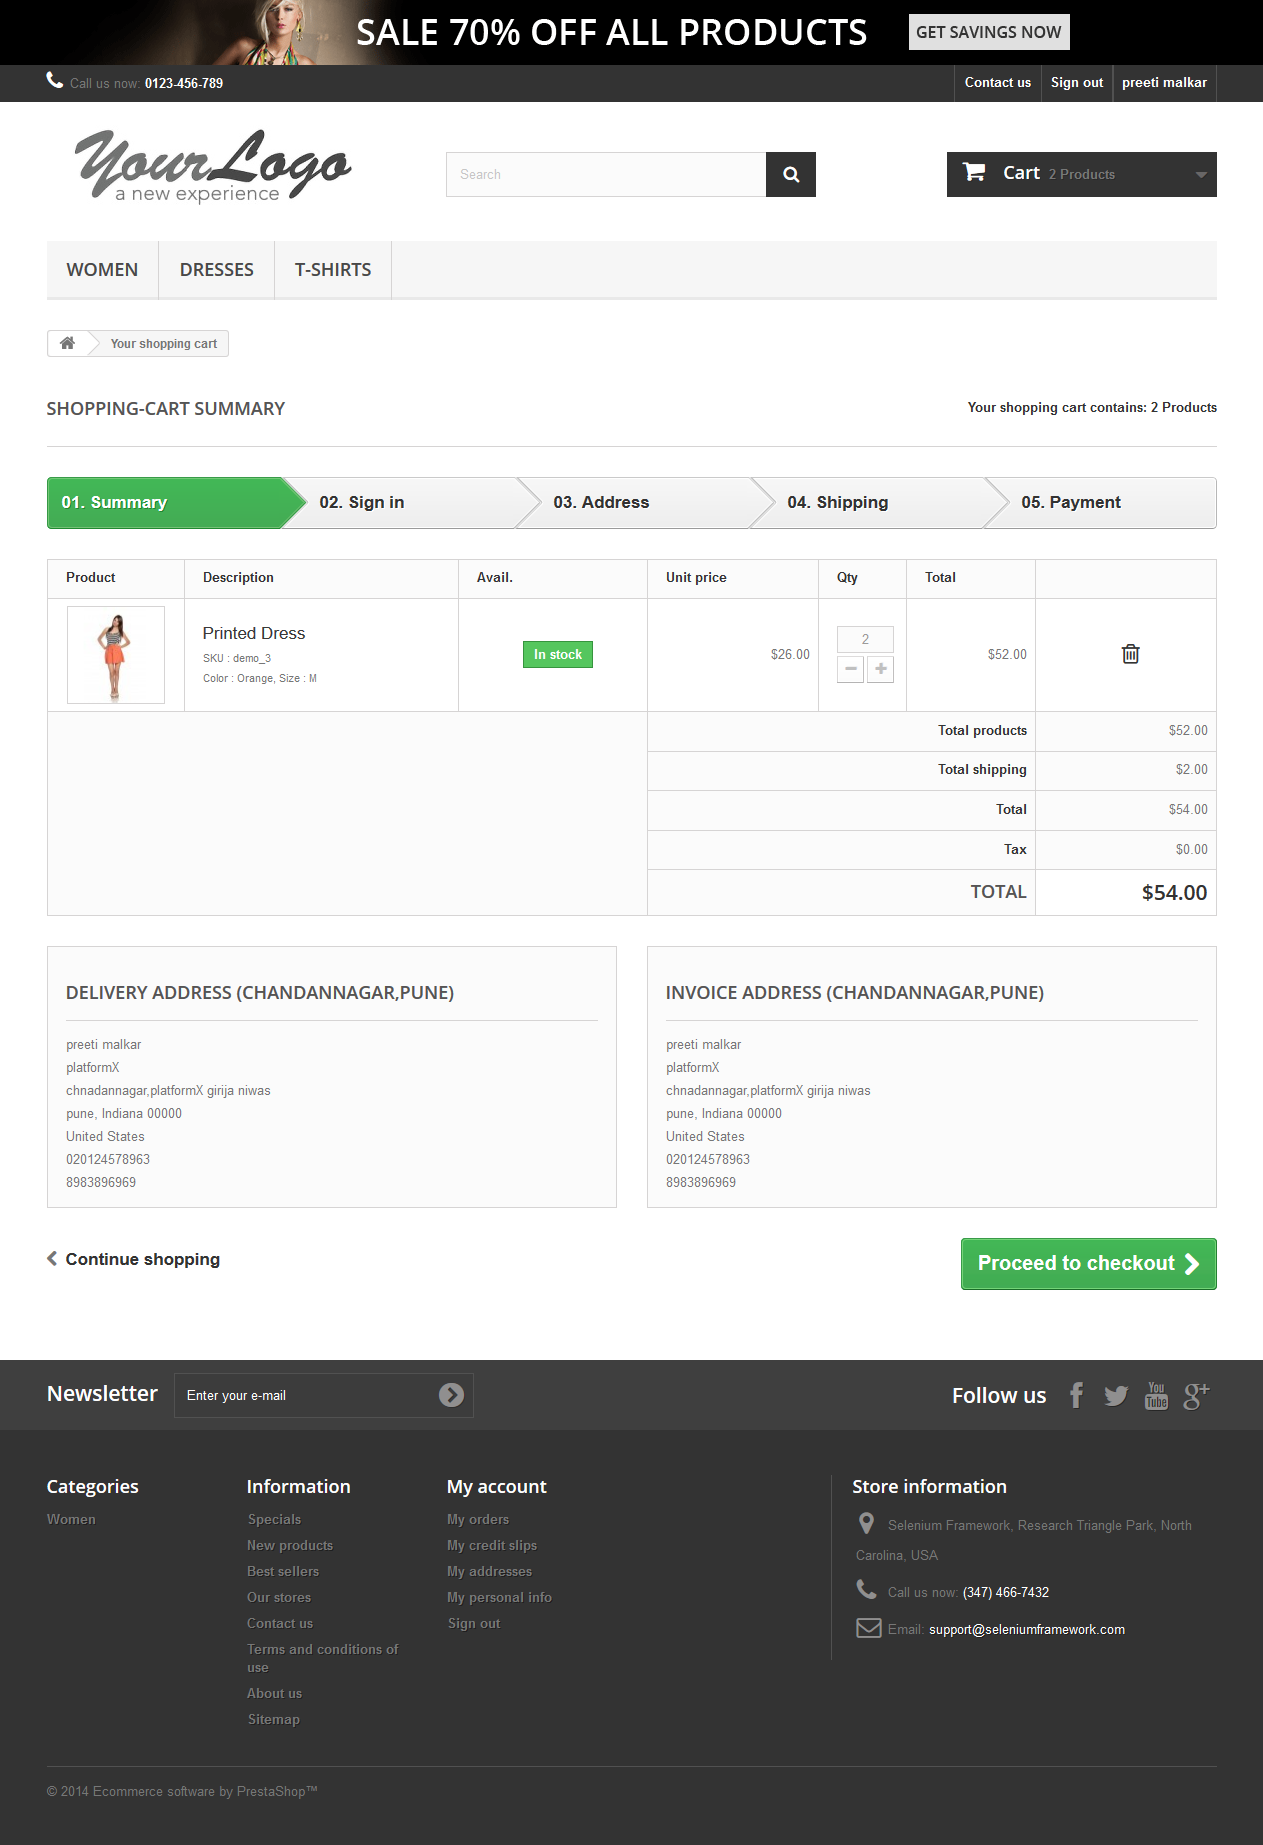 SALE 70% OFF ALL PRODUCTS GET SAVINGS NOW
Call us now: 0123-456-789 Contact us Sign out preeti malkar
YourLogo
a new experience
Search
Cart 2 Products
WOMEN DRESSES T-SHIRTS
Your shopping cart
SHOPPING-CART SUMMARY Your shopping cart contains: 2 Products
01. Summary 02. Sign in 03. Address 04. Shipping 05. Payment
Product Description Avail. Unit price Qty Total
Printed Dress
SKU : demo_3
Color : Orange, Size : M
In stock $26.00 2 $52.00
Total products $52.00
Total shipping $2.00
Total $54.00
Tax $0.00
TOTAL $54.00
DELIVERY ADDRESS (CHANDANNAGAR,PUNE)
preeti malkar
platformX
chnadannagar,platformX girija niwas
pune, Indiana 00000
United States
020124578963
8983896969
INVOICE ADDRESS (CHANDANNAGAR,PUNE)
preeti malkar
platformX
chnadannagar,platformX girija niwas
pune, Indiana 00000
United States
020124578963
8983896969
Continue shopping Proceed to checkout
Newsletter Enter your e-mail Follow us You Tube
Categories
Women
Information
Specials
New products
Best sellers
Our stores
Contact us
Terms and conditions of
use
About us
Sitemap
My account
My orders
My credit slips
My addresses
My personal info
Sign out
Store information
Selenium Framework, Research Triangle Park, North
Carolina, USA
Call us now: (347) 466-7432
Email: support@seleniumframework.com
© 2014 Ecommerce software by PrestaShop™